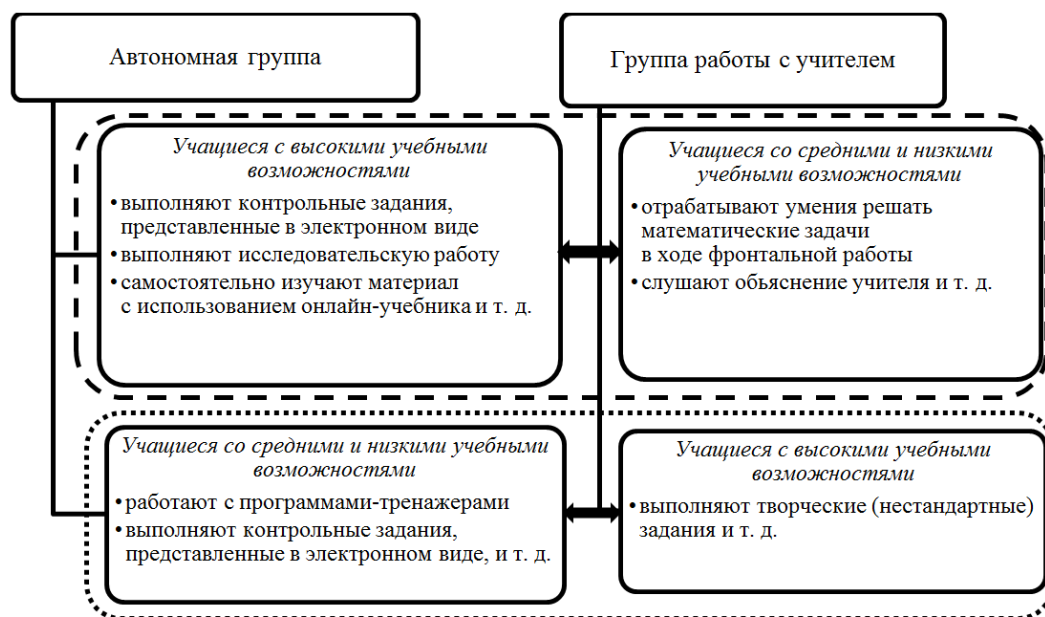 Автономная группа
Группа работы с учителем
Учащиеся с высокими учебными
возможностями
• выполняют контрольные задания,
представленные в электронном виде
• выполняют исследовательскую работу
• самостоятельно изучают материал
с использованием онлайн-учебника и т. д.
Учащиеся со средними и низкими
учебными возможностями
• отрабатывают умения решать
математические задачи
в ходе фронтальной работы
• слушают объяснение учителя и т. д.
Учащиеся со средними и низкими учебными
возможностями
• работают с программами-тренажерами
• выполняют контрольные задания,
представленные в электронном виде, и т. д.
Учащиеся с высокими учебными
возможностями
• выполняют творческие (нестандартные)
задания и т. д.